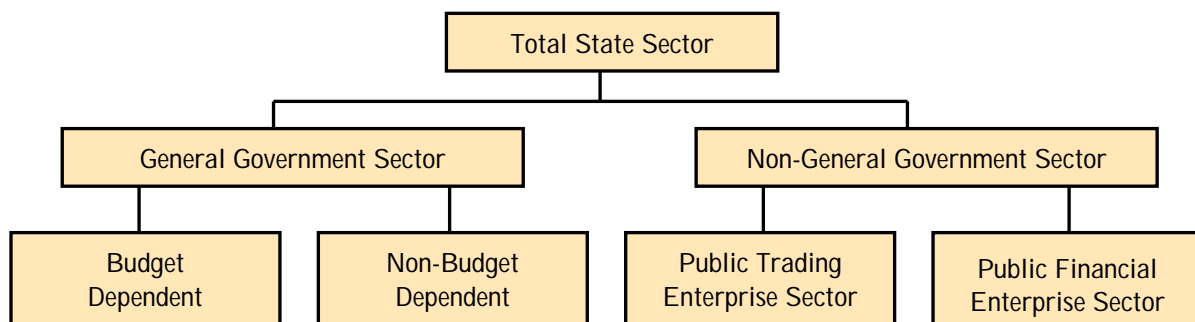 Total State Sector
General Government Sector
Non-General Government Sector
Budget
Dependent
Non-Budget
Dependent
Public Trading
Enterprise Sector
Public Financial
Enterprise Sector